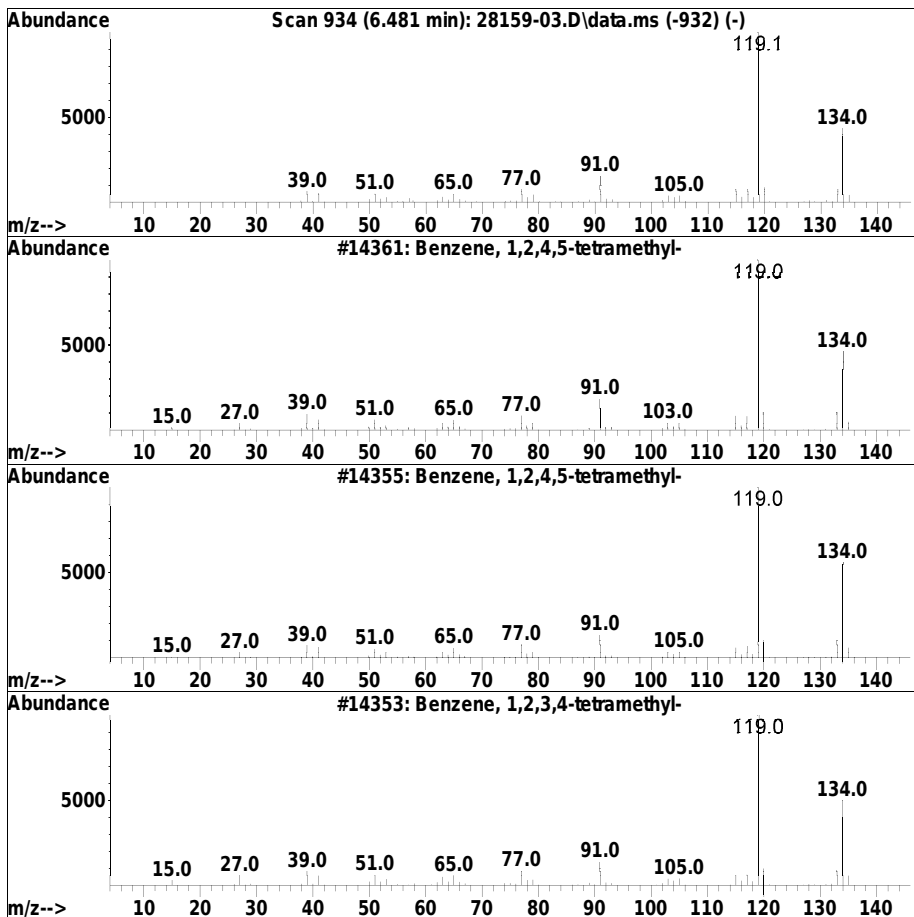 Abundance Scan 934 (6.481 min): 28159-03.D\data.ms (-932) (-)
119.1
5000 134.0
39.0 51.0 65.0 77.0 91.0 105.0
m/z--> 10 20 30 40 50 60 70 80 90 100 110 120 130 140
Abundance #14361: Benzene, 1,2,4,5-tetramethyl-
119.0
5000 134.0
15.0 27.0 39.0 51.0 65.0 77.0 91.0 103.0
m/z--> 10 20 30 40 50 60 70 80 90 100 110 120 130 140
Abundance #14355: Benzene, 1,2,4,5-tetramethyl-
119.0
5000 134.0
15.0 27.0 39.0 51.0 65.0 77.0 91.0 105.0
m/z--> 10 20 30 40 50 60 70 80 90 100 110 120 130 140
Abundance #14353: Benzene, 1,2,3,4-tetramethyl-
119.0
5000 134.0
15.0 27.0 39.0 51.0 65.0 77.0 91.0 105.0
m/z--> 10 20 30 40 50 60 70 80 90 100 110 120 130 140